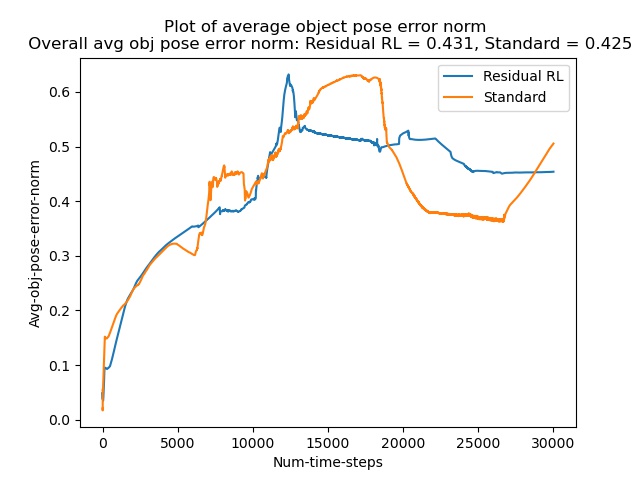 Plot of average object pose error norm
Overall avg obj pose error norm: Residual RL = 0.431, Standard = 0.425
Residual RL
Standard
Avg-obj-pose-error-norm
0.6
0.5
0.4
0.3
0.2
0.1
0.0
0 5000 10000 15000 20000 25000 30000
Num-time-steps